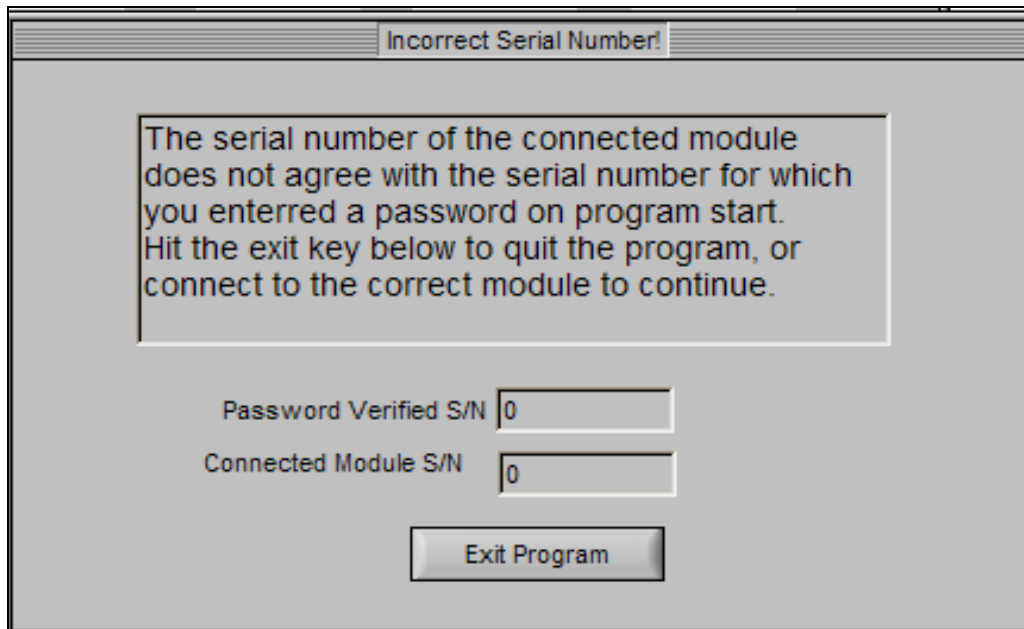 Incorrect Serial Number!
The serial number of the connected module
does not agree with the serial number for which
you enterred a password on program start.
Hit the exit key below to quit the program, or
connect to the correct module to continue.
Password Verified S/N 0
Connected Module S/N 0
Exit Program